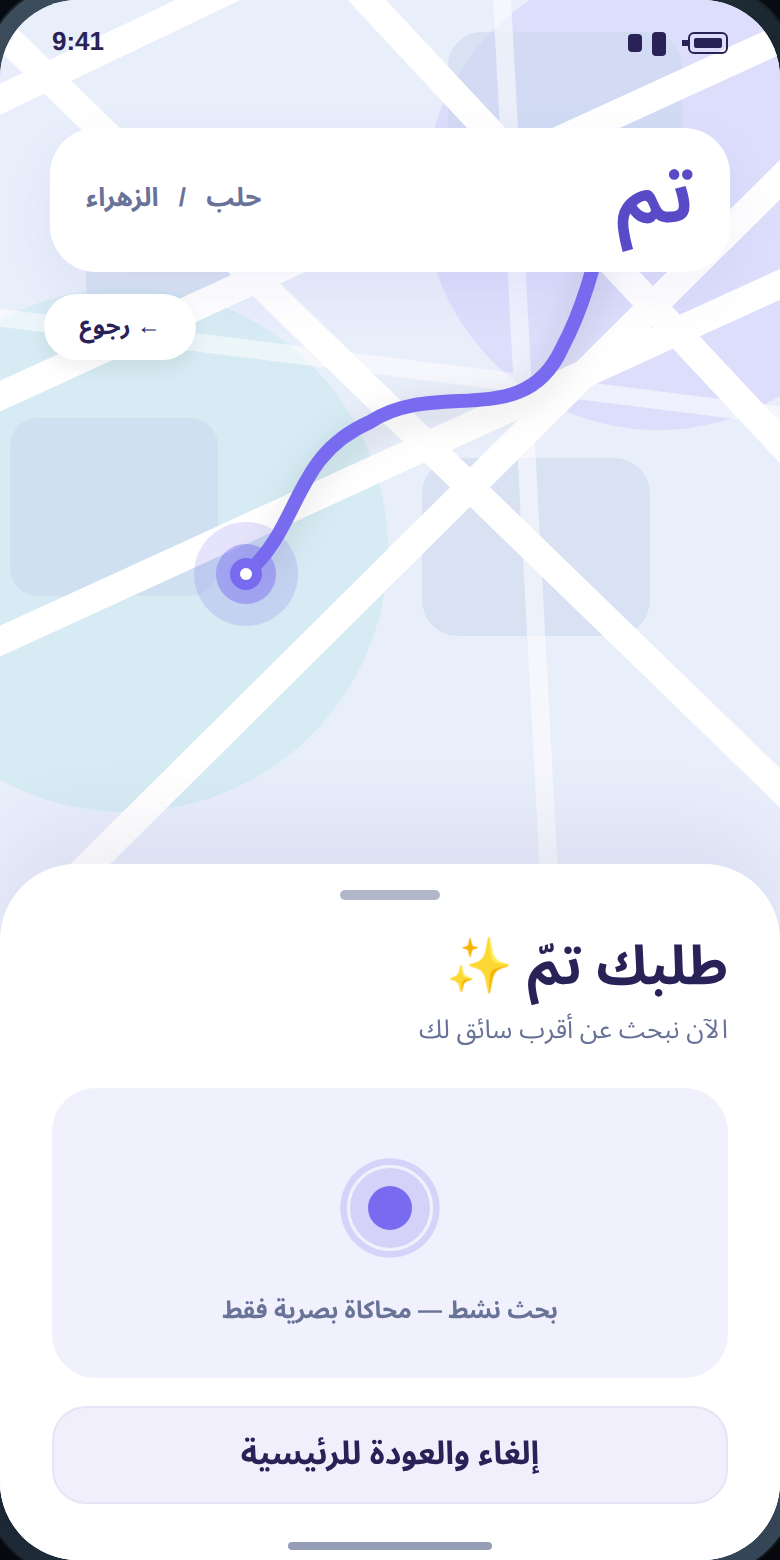 9:41
تم
حلب / الزهراء
← رجوع
طلبك تمّ ✨
الآن نبحث عن أقرب سائق لك
بحث نشط — محاكاة بصرية فقط
إلغاء والعودة للرئيسية